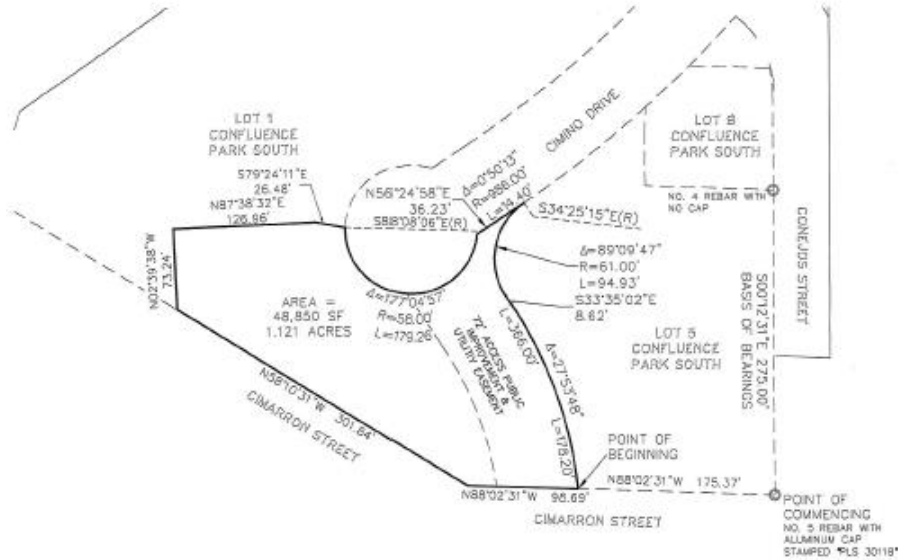 LOT 1
CONFLUENCE
PARK SOUTH
S79°24'11"E
26.48'
N87°38'32"E
126.96'
N02°39'38"W
73.24'
AREA =
48,850 SF
1.121 ACRES
N58°10'31"W 301.84'
CIMARRON STREET
CIMINO DRIVE
Δ=0°50'13"
R=986.00'
L=14.40'
N56°24'58"E
36.23'
S88°08'06"E(R)
S34°25'15"E(R)
Δ=89°09'47"
R=61.00'
L=94.93'
S33°35'02"E
8.62'
Δ=177°04'57"
R=58.00'
L=179.26'
72' ACCESS PUBLIC
IMPROVEMENT &
UTILITY EASEMENT
L=366.00'
Δ=27°53'48"
L=178.20'
LOT 8
CONFLUENCE
PARK SOUTH
NO. 4 REBAR WITH
NO CAP
CONEJOS STREET
S00°12'31"E 275.00'
BASIS OF BEARINGS
LOT 5
CONFLUENCE
PARK SOUTH
POINT OF
BEGINNING
N88°02'31"W 98.69'
N88°02'31"W 175.37'
CIMARRON STREET
POINT OF
COMMENCING
NO. 5 REBAR WITH
ALUMINUM CAP
STAMPED "PLS 30118"